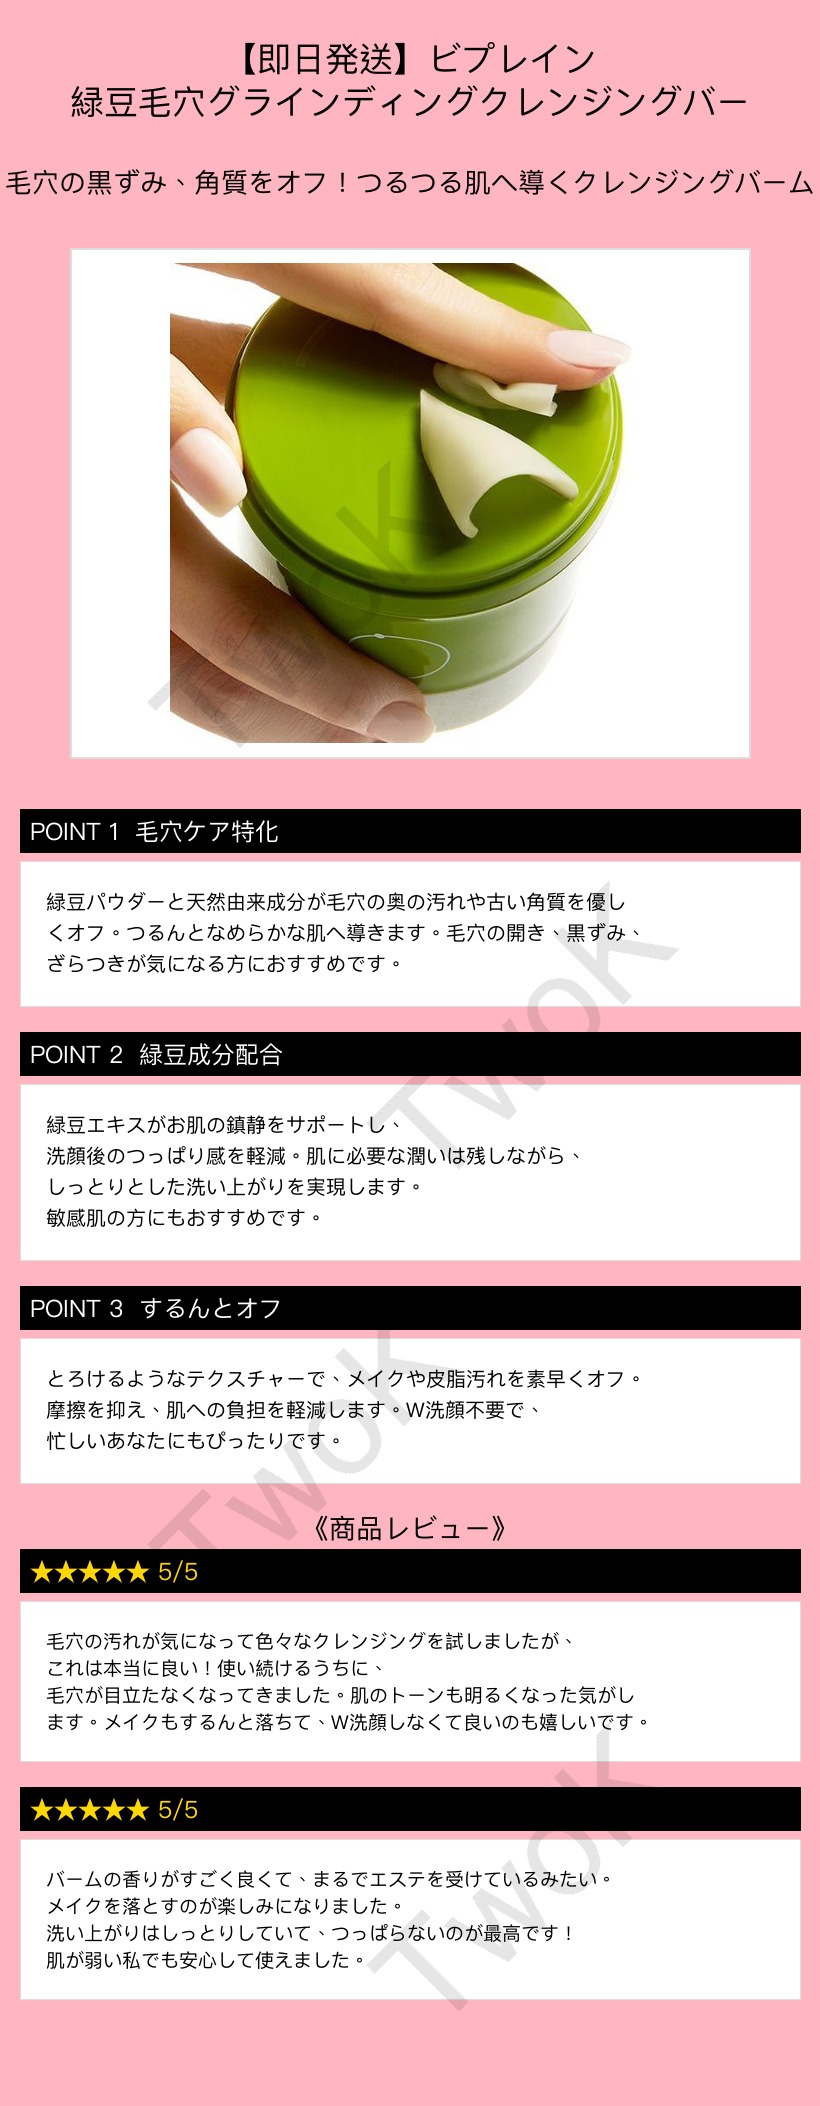 【即日発送】ビプレイン
緑豆毛穴グラインディングクレンジングバー
毛穴の黒ずみ、角質をオフ！つるつる肌へ導くクレンジングバーム
TwoK
POINT 1 毛穴ケア特化
緑豆パウダーと天然由来成分が毛穴の奥の汚れや古い角質を優し
くオフ。つるんとなめらかな肌へ導きます。毛穴の開き、黒ずみ、
ざらつきが気になる方におすすめです。
TwoK
POINT 2 緑豆成分配合
緑豆エキスがお肌の鎮静をサポートし、
洗顔後のつっぱり感を軽減。肌に必要な潤いは残しながら、
しっとりとした洗い上がりを実現します。
敏感肌の方にもおすすめです。
POINT 3 するんとオフ
とろけるようなテクスチャーで、メイクや皮脂汚れを素早くオフ。
摩擦を抑え、肌への負担を軽減します。W洗顔不要で、
忙しいあなたにもぴったりです。
TwoK
《商品レビュー》
★★★★★ 5/5
毛穴の汚れが気になって色々なクレンジングを試しましたが、
これは本当に良い！使い続けるうちに、
毛穴が目立たなくなってきました。肌のトーンも明るくなった気がし
ます。メイクもするんと落ちて、W洗顔しなくて良いのも嬉しいです。
★★★★★ 5/5
バームの香りがすごく良くて、まるでエステを受けているみたい。
メイクを落とすのが楽しみになりました。
洗い上がりはしっとりしていて、つっぱらないのが最高です！
肌が弱い私でも安心して使えました。
TwoK